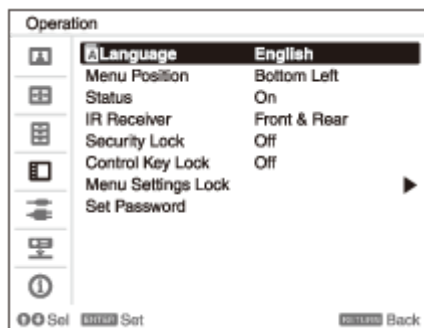 Operation
A Language English
Menu Position Bottom Left
Status On
IR Receiver Front & Rear
Security Lock Off
Control Key Lock Off
Menu Settings Lock
Set Password
Sel ENTER Set RETURN Back